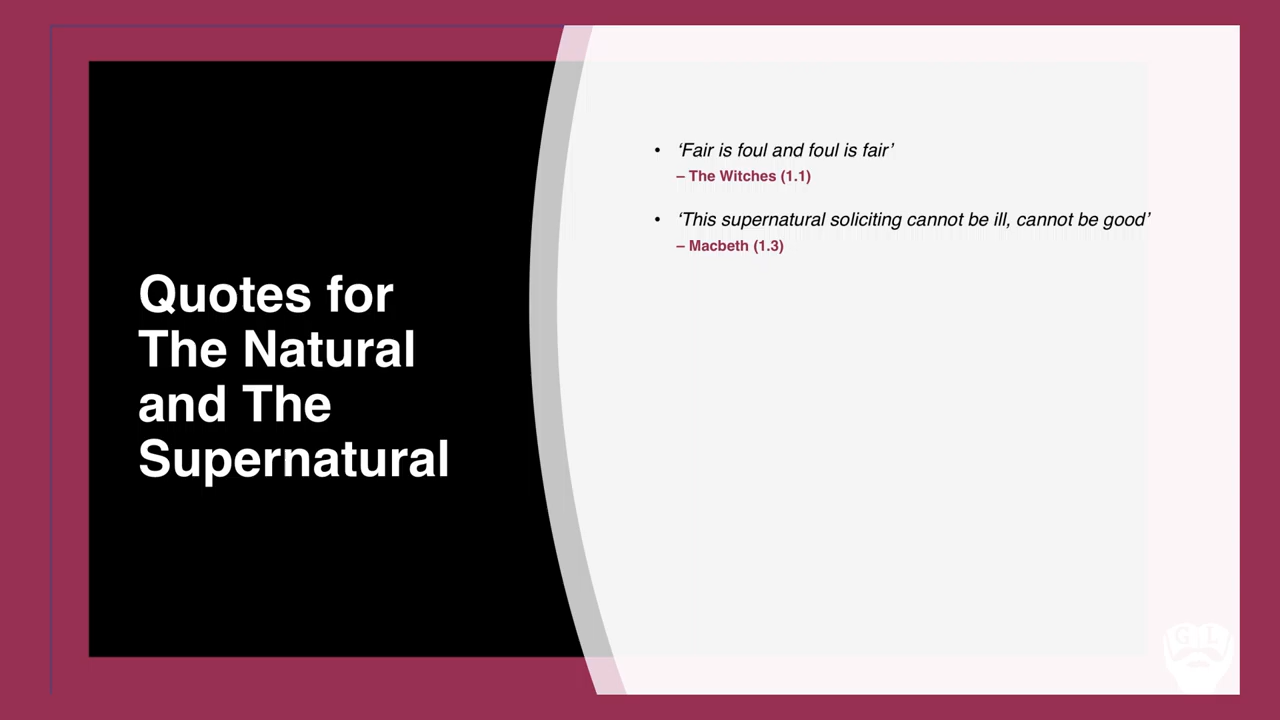 Quotes for
The Natural
and The
Supernatural
• ‘Fair is foul and foul is fair’
– The Witches (1.1)
• ‘This supernatural soliciting cannot be ill, cannot be good’
– Macbeth (1.3)
G L